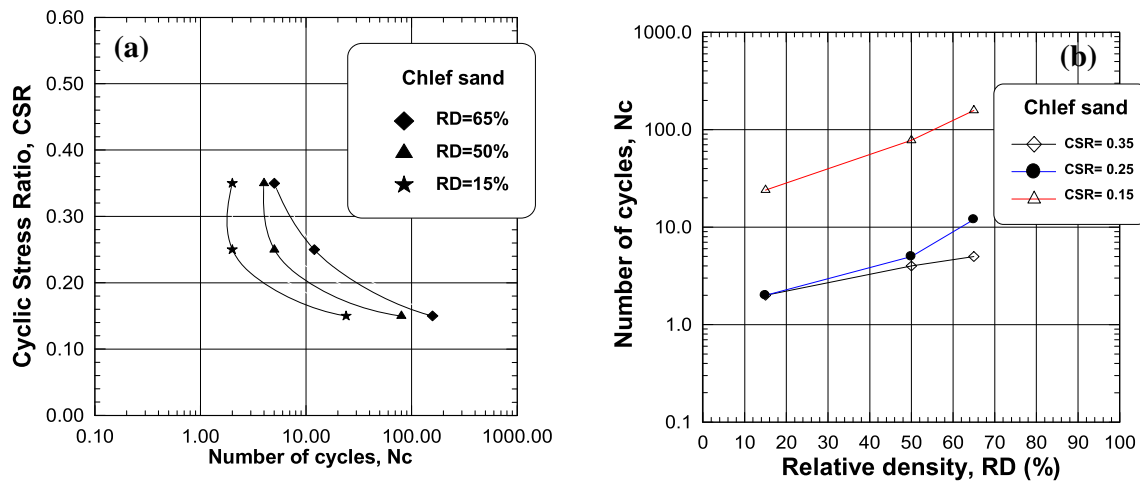 (a)
Cyclic Stress Ratio, CSR
0.60
0.50
0.40
0.30
0.20
0.10
0.00
Chlef sand
RD=65%
RD=50%
RD=15%
0.10
1.00
10.00
100.00
1000.00
Number of cycles, Nc
(b)
Number of cycles, Nc
1000.0
100.0
10.0
1.0
0.1
Chlef sand
CSR= 0.35
CSR= 0.25
CSR= 0.15
0
10
20
30
40
50
60
70
80
90
100
Relative density, RD (%)